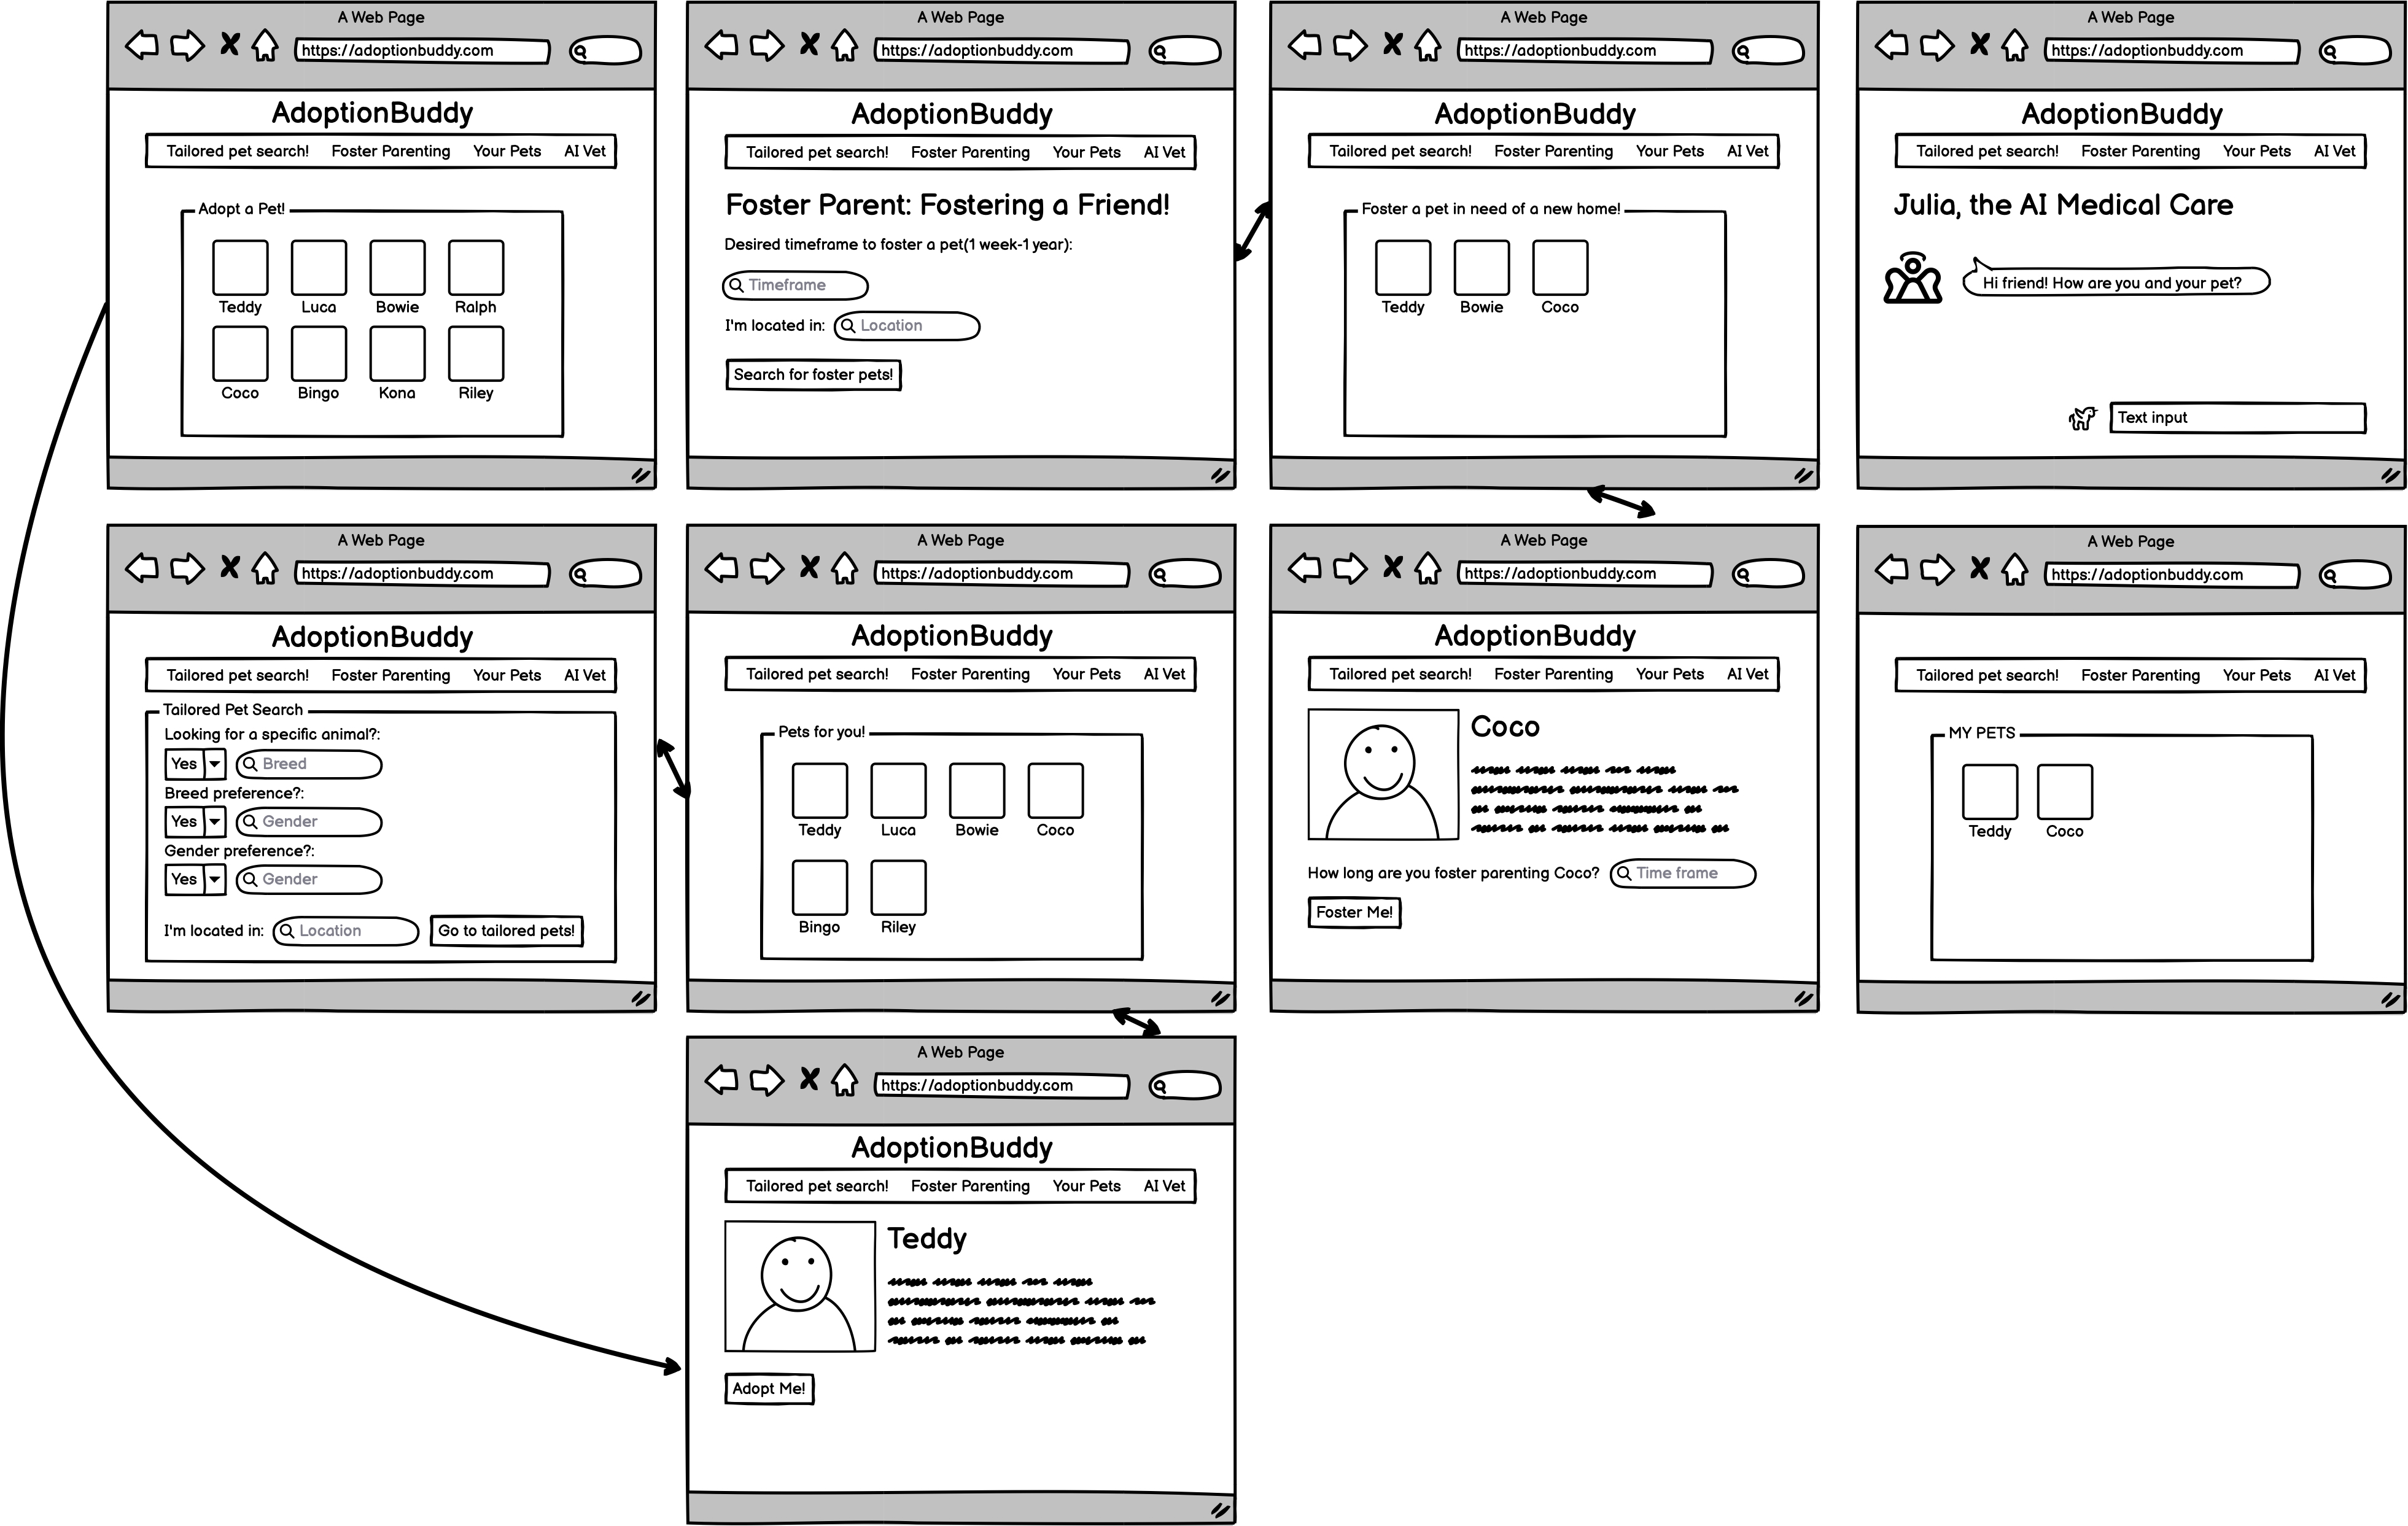 A Web Page
https://adoptionbuddy.com
AdoptionBuddy
Tailored pet search! Foster Parenting Your Pets AI Vet
Adopt a Pet!
Teddy Luca Bowie Ralph
Coco Bingo Kona Riley
A Web Page
https://adoptionbuddy.com
AdoptionBuddy
Tailored pet search! Foster Parenting Your Pets AI Vet
Foster Parent: Fostering a Friend!
Desired timeframe to foster a pet(1 week-1 year):
Timeframe
I'm located in: Location
Search for foster pets!
A Web Page
https://adoptionbuddy.com
AdoptionBuddy
Tailored pet search! Foster Parenting Your Pets AI Vet
Foster a pet in need of a new home!
Teddy Bowie Coco
A Web Page
https://adoptionbuddy.com
AdoptionBuddy
Tailored pet search! Foster Parenting Your Pets AI Vet
Julia, the AI Medical Care
Hi friend! How are you and your pet?
Text input
A Web Page
https://adoptionbuddy.com
AdoptionBuddy
Tailored pet search! Foster Parenting Your Pets AI Vet
Tailored Pet Search
Looking for a specific animal?:
Yes Breed
Breed preference?:
Yes Gender
Gender preference?:
Yes Gender
I'm located in: Location Go to tailored pets!
A Web Page
https://adoptionbuddy.com
AdoptionBuddy
Tailored pet search! Foster Parenting Your Pets AI Vet
Pets for you!
Teddy Luca Bowie Coco
Bingo Riley
A Web Page
https://adoptionbuddy.com
AdoptionBuddy
Tailored pet search! Foster Parenting Your Pets AI Vet
Coco
How long are you foster parenting Coco? Time frame
Foster Me!
A Web Page
https://adoptionbuddy.com
Tailored pet search! Foster Parenting Your Pets AI Vet
MY PETS
Teddy Coco
A Web Page
https://adoptionbuddy.com
AdoptionBuddy
Tailored pet search! Foster Parenting Your Pets AI Vet
Teddy
Adopt Me!